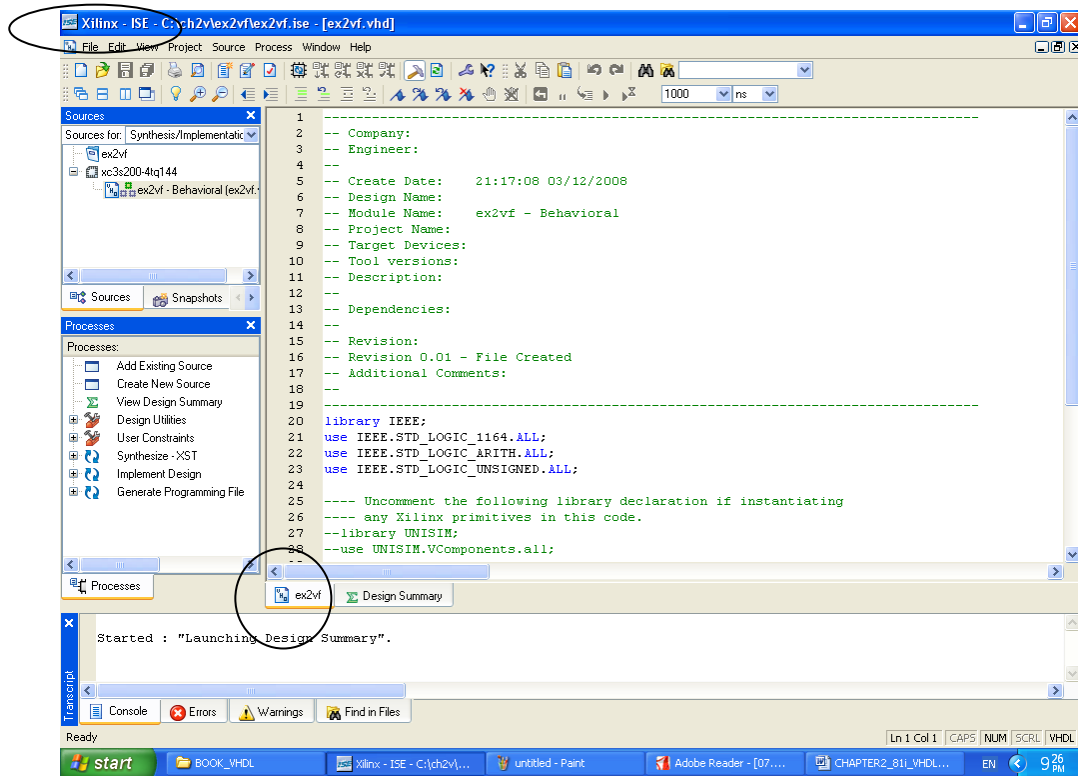 Xilinx - ISE - C:\ch2v\ex2vf\ex2vf.ise - [ex2vf.vhd]
File Edit View Project Source Process Window Help
1000 ns
Sources
Sources for: Synthesis/Implementatic
ex2vf
xc3s200-4tq144
ex2vf - Behavioral (ex2vf.
Sources
Snapshots
Processes
Processes:
Add Existing Source
Create New Source
View Design Summary
Design Utilities
User Constraints
Synthesize - XST
Implement Design
Generate Programming File
Processes
1 --------------------------------------------------------------------------------
2 -- Company:
3 -- Engineer:
4 --
5 -- Create Date:    21:17:08 03/12/2008
6 -- Design Name:
7 -- Module Name:    ex2vf - Behavioral
8 -- Project Name:
9 -- Target Devices:
10 -- Tool versions:
11 -- Description:
12 --
13 -- Dependencies:
14 --
15 -- Revision:
16 -- Revision 0.01 - File Created
17 -- Additional Comments:
18 --
19 --------------------------------------------------------------------------------
20 library IEEE;
21 use IEEE.STD_LOGIC_1164.ALL;
22 use IEEE.STD_LOGIC_ARITH.ALL;
23 use IEEE.STD_LOGIC_UNSIGNED.ALL;
24
25 ---- Uncomment the following library declaration if instantiating
26 ---- any Xilinx primitives in this code.
27 --library UNISIM;
28 --use UNISIM.VComponents.all;
ex2vf
Design Summary
Started : "Launching Design Summary".
Transcript
Console
Errors
Warnings
Find in Files
Ready
Ln 1 Col 1 CAPS NUM SCRL VHDL
start
BOOK_VHDL
Xilinx - ISE - C:\ch2v\...
untitled - Paint
Adobe Reader - [07....
CHAPTER2_81i_VHDL...
EN
9 26 PM